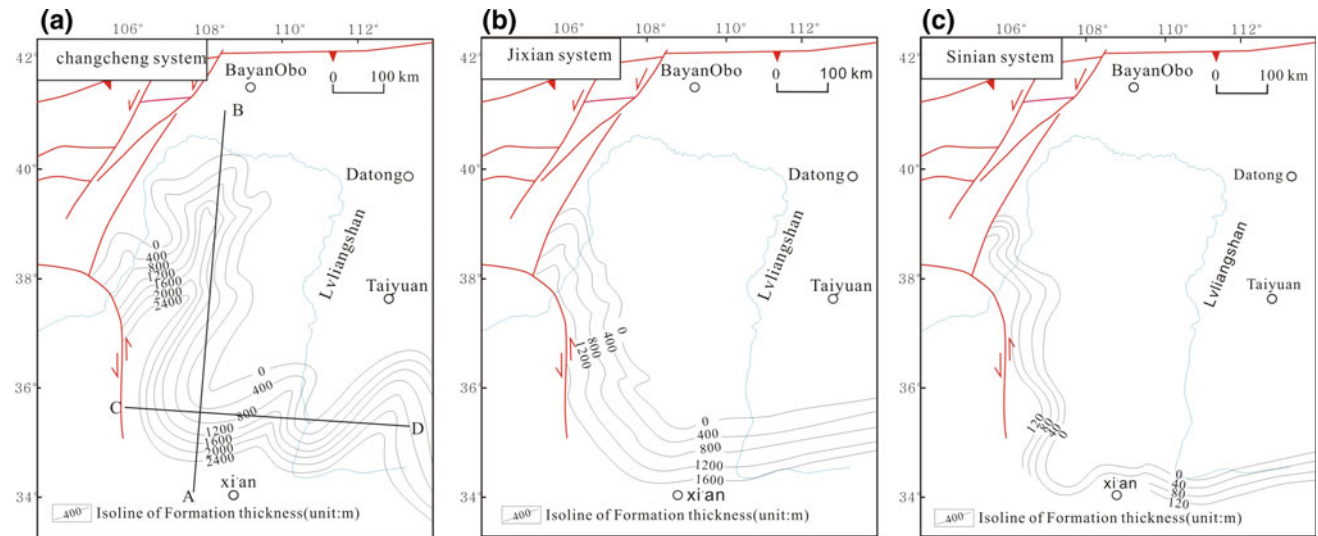 (a)
106°
108°
110°
112°
42°
changcheng system
BayanObo
0 100 km
B
40°
Datong
Lvliangshan
0
400
800
1200
1600
2000
2400
38°
Taiyuan
36°
0
400
800
1200
1600
2000
2400
C
D
A
xi'an
34°
400 Isoline of Formation thickness(unit:m)
(b)
106°
108°
110°
112°
42°
Jixian system
BayanObo
0 100 km
40°
Datong
Lvliangshan
38°
Taiyuan
0
400
800
1200
36°
0
400
800
1200
1600
xi'an
34°
400 Isoline of Formation thickness(unit:m)
(c)
106°
108°
110°
112°
42°
Sinian system
BayanObo
0 100 km
40°
Datong
Lvliangshan
38°
Taiyuan
36°
120
80
40
0
0
40
80
120
xi'an
34°
400 Isoline of Formation thickness(unit:m)